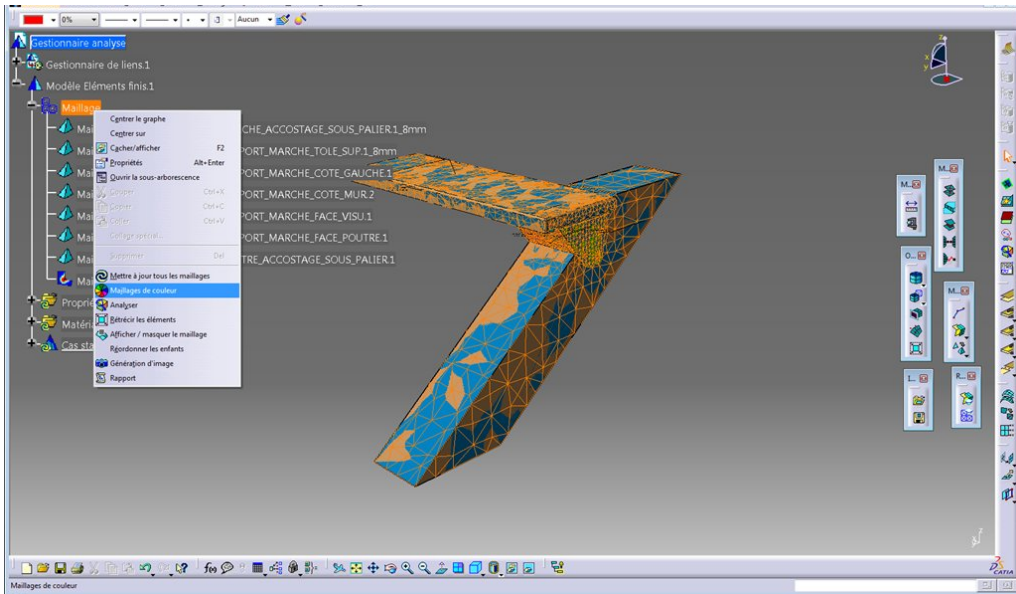 0% Aucun
Gestionnaire analyse
Gestionnaire de liens.1
Modèle Eléments finis.1
Maillage
Centrer le graphe
Centrer sur
CHE_ACCOSTAGE_SOUS_PALIER.1_8mm
Cacher/afficher F2
PORT_MARCHE_TOLE_SUP.1_8mm
Propriétés Alt+Enter
PORT_MARCHE_COTE_GAUCHE.1
Ouvrir la sous-arborescence
Couper Ctrl+X
PORT_MARCHE_COTE_MUR.2
Copier Ctrl+C
PORT_MARCHE_FACE_VISU.1
Coller Ctrl+V
Collage spécial...
PORT_MARCHE_FACE_POUTRE.1
Supprimer Del
TRE_ACCOSTAGE_SOUS_PALIER.1
Mettre à jour tous les maillages
Maillages de couleur
Analyser
Proprié
Rétrécir les éléments
Matéria
Afficher / masquer le maillage
Cas sta
Réordonner les enfants
Génération d'image
Rapport
z
x
y
M...
M...
O...
M...
I...
R...
CATIA
Maillages de couleur